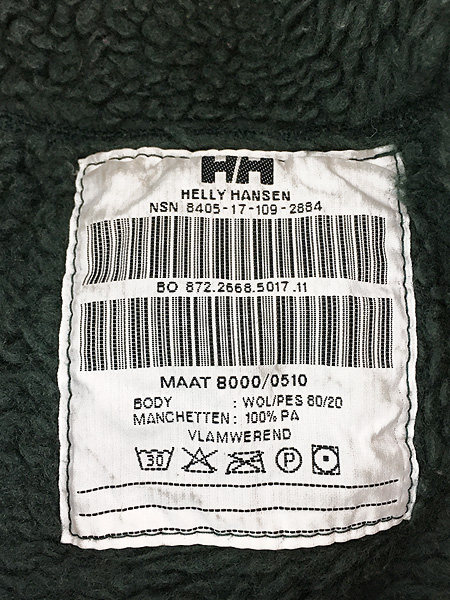 HH
HELLY HANSEN
NSN 8405-17-109-2884
BO 872.2668.5017.11
MAAT 8000/0510
BODY : WOL/PES 80/20
MANCHETTEN : 100% PA
VLAMWEREND
30 P